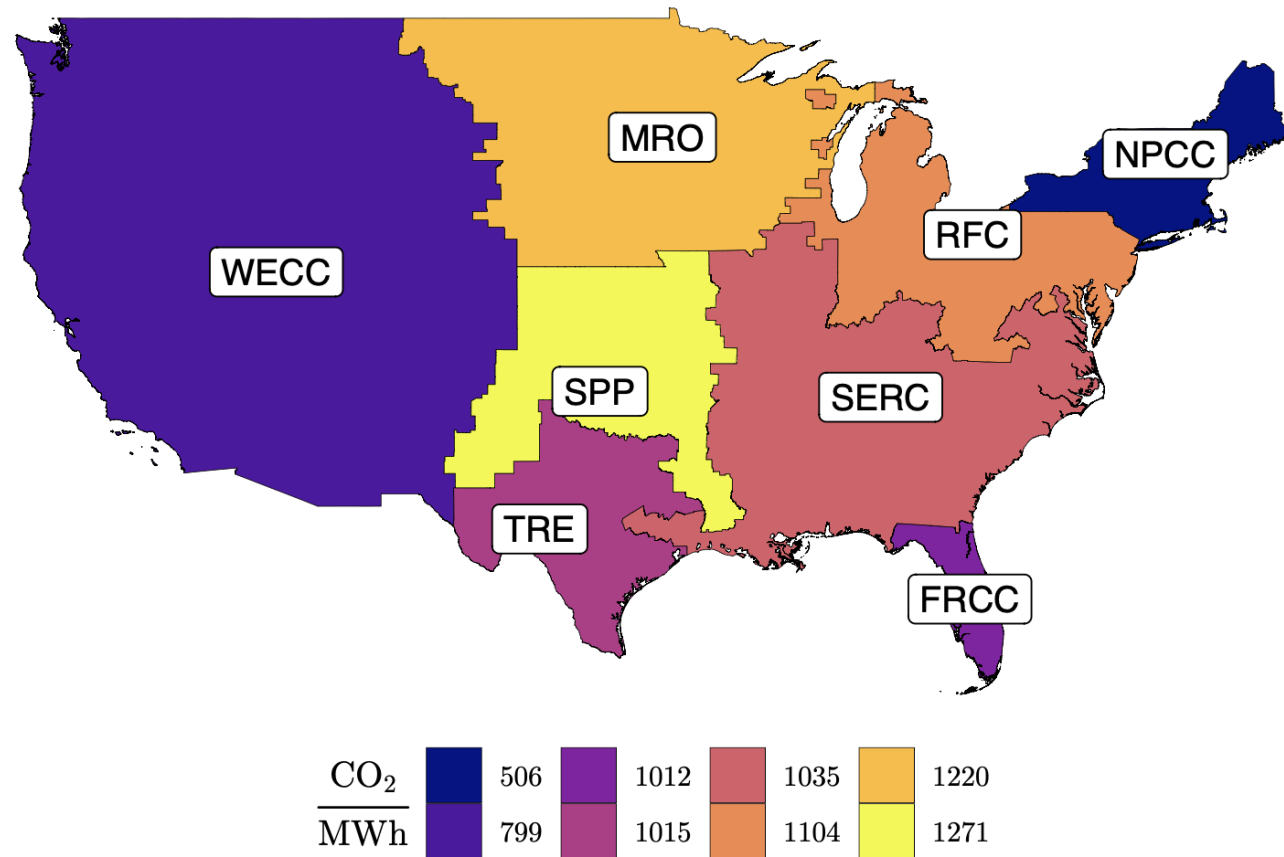 MRO
NPCC
RFC
WECC
SPP
SERC
TRE
FRCC
CO₂ 506 1012 1035 1220
MWh 799 1015 1104 1271